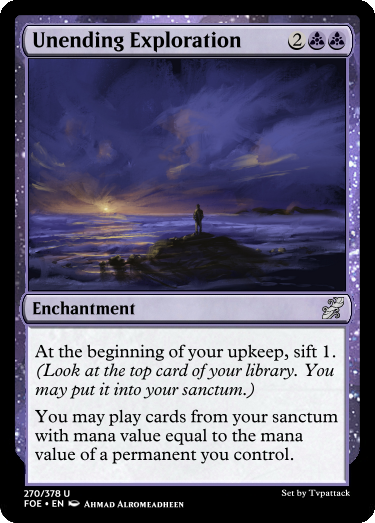 Unending Exploration 2
Enchantment
At the beginning of your upkeep, sift 1.
(Look at the top card of your library. You
may put it into your sanctum.)
You may play cards from your sanctum
with mana value equal to the mana
value of a permanent you control.
270/378 U
Set by Tvpattack
FOE • EN Ahmad Alromeadheen